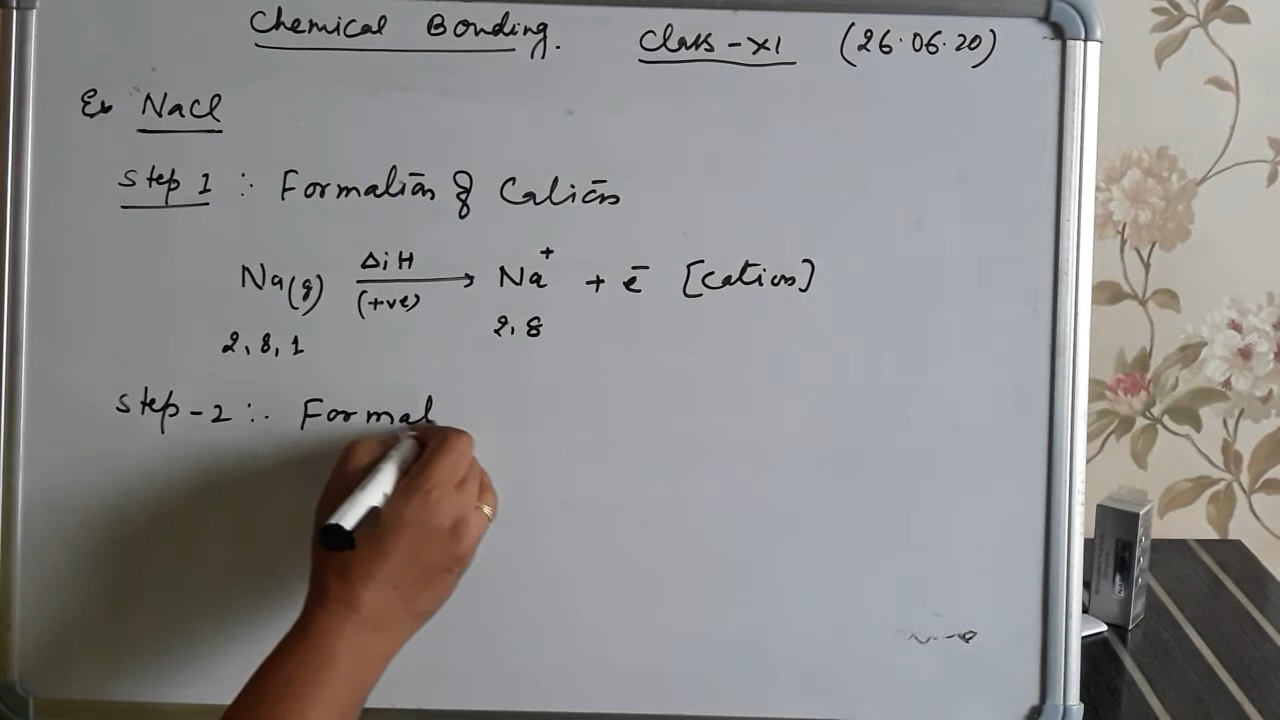 Chemical Bonding. Class-XI (26.06.20)
Ex NaCl
Step 1 :. Formation of Cation
Na(g) ΔiH (+ve) → Na+ + ē [Cation]
2, 8, 1 2, 8
Step-2 :. Format